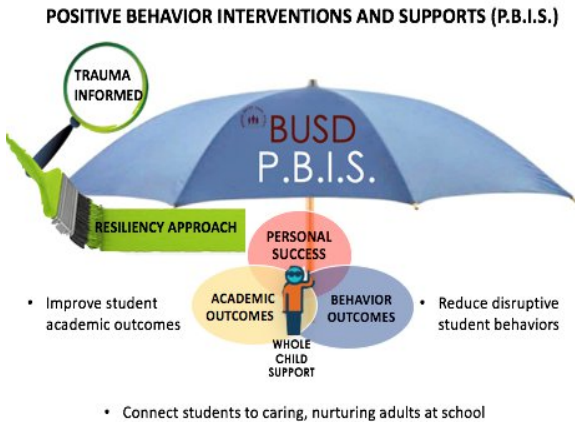 POSITIVE BEHAVIOR INTERVENTIONS AND SUPPORTS (P.B.I.S.)
TRAUMA
INFORMED
BUSD
P.B.I.S.
RESILIENCY APPROACH
PERSONAL
SUCCESS
• Improve student
academic outcomes
ACADEMIC
OUTCOMES
BEHAVIOR
OUTCOMES
• Reduce disruptive
student behaviors
WHOLE
CHILD
SUPPORT
• Connect students to caring, nurturing adults at school